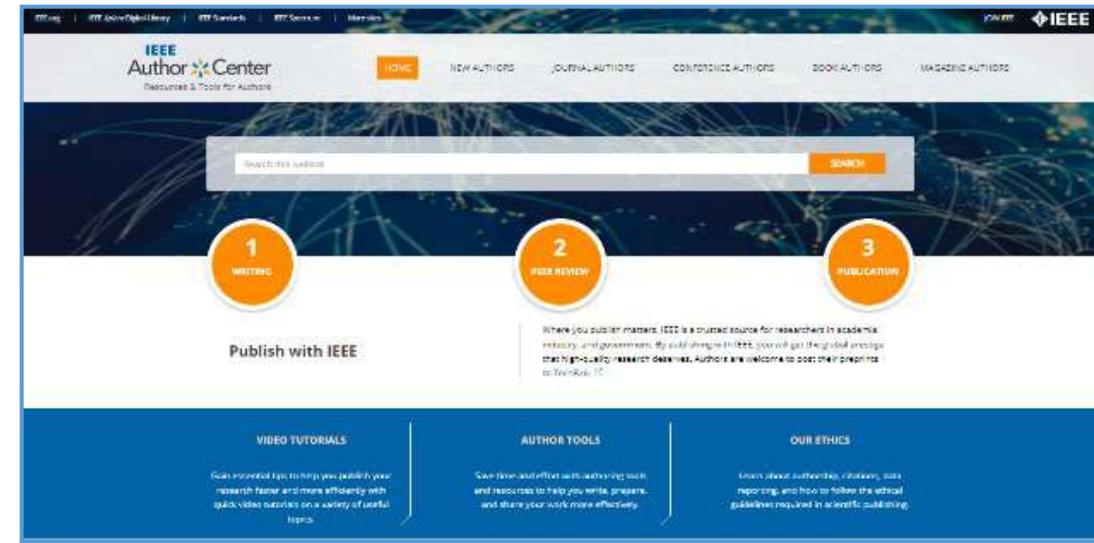 IEEE.org | IEEE Xplore Digital Library | IEEE Standards | IEEE Spectrum | More sites
JOIN IEEE IEEE
IEEE
Author Center
Resources & Tools for Authors
HOME NEW AUTHORS JOURNAL AUTHORS CONFERENCE AUTHORS BOOK AUTHORS MAGAZINE AUTHORS
Search this website
SEARCH
1
WRITING
2
PEER REVIEW
3
PUBLICATION
Publish with IEEE
Where you publish matters. IEEE is a trusted source for researchers in academia,
industry, and government. By publishing with IEEE, you will get the global prestige
that high-quality research deserves. Authors are welcome to post their preprints
to TechRxiv
VIDEO TUTORIALS
Gain essential tips to help you publish your
research faster and more efficiently with
quick video tutorials on a variety of useful
topics.
AUTHOR TOOLS
Save time and effort with authoring tools
and resources to help you write, prepare,
and share your work more effectively.
OUR ETHICS
Learn about authorship, citations, data
reporting, and how to follow the ethical
guidelines required in scientific publishing.